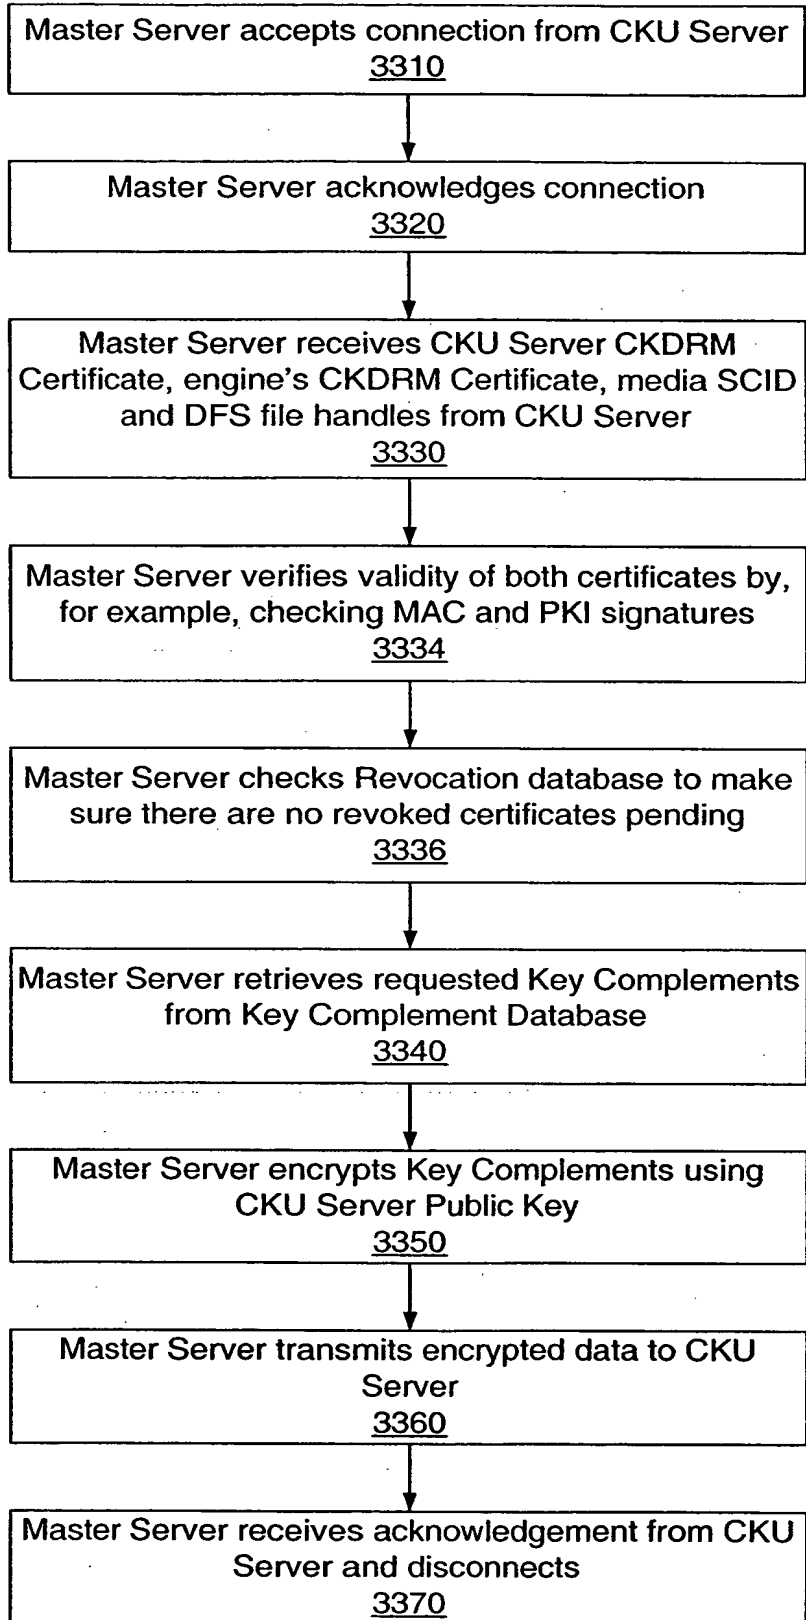 Master Server accepts connection from CKU Server
3310
Master Server acknowledges connection
3320
Master Server receives CKU Server CKDRM
Certificate, engine's CKDRM Certificate, media SCID
and DFS file handles from CKU Server
3330
Master Server verifies validity of both certificates by,
for example, checking MAC and PKI signatures
3334
Master Server checks Revocation database to make
sure there are no revoked certificates pending
3336
Master Server retrieves requested Key Complements
from Key Complement Database
3340
Master Server encrypts Key Complements using
CKU Server Public Key
3350
Master Server transmits encrypted data to CKU
Server
3360
Master Server receives acknowledgement from CKU
Server and disconnects
3370